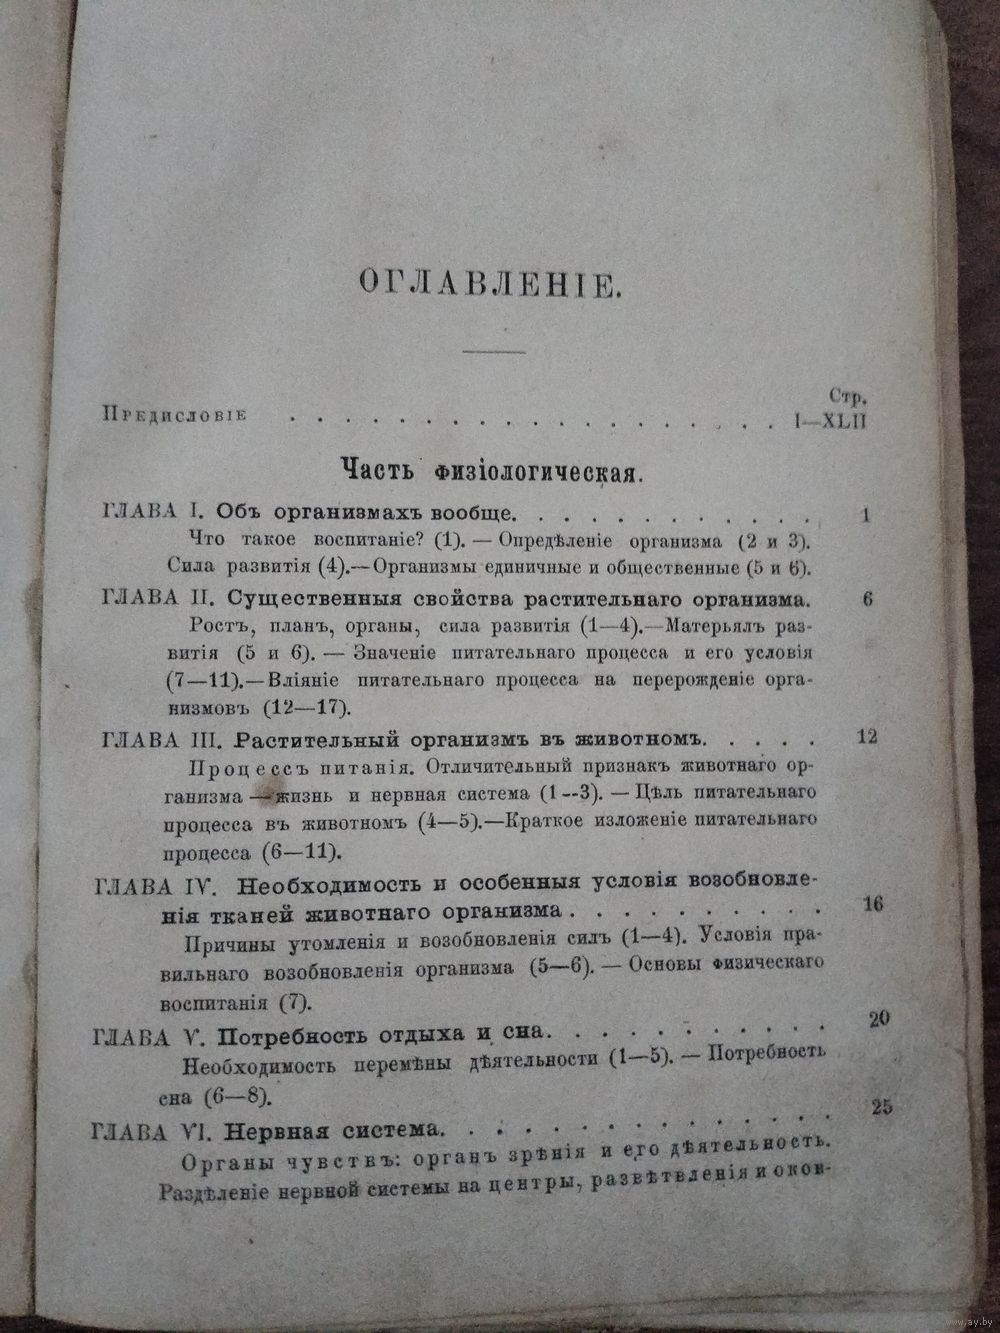 ОГЛАВЛЕНІЕ.
Стр.
Предисловіе . . . . . . . . . . . . . . . . . . . I—XLII
Часть физіологическая.
ГЛАВА I. Объ организмахъ вообще. . . . . . . . . . . . 1
Что такое воспитаніе? (1). — Опредѣленіе организма (2 и 3).
Сила развитія (4).—Организмы единичные и общественные (5 и 6).
ГЛАВА II. Существенныя свойства растительнаго организма. 6
Ростъ, планъ, органы, сила развитія (1—4).—Матерьялъ раз-
витія (5 и 6). — Значеніе питательнаго процесса и его условія
(7—11).—Вліяніе питательнаго процесса на перерожденіе орга-
низмовъ (12—17).
ГЛАВА III. Растительный организмъ въ животномъ. . . . . 12
Процессъ питанія. Отличительный признакъ животнаго ор-
ганизма — жизнь и нервная система (1—3). — Цѣль питательнаго
процесса въ животномъ (4—5).—Краткое изложеніе питательнаго
процесса (6—11).
ГЛАВА IV. Необходимость и особенныя условія возобновле-
нія тканей животнаго организма . . . . . . . . . . 16
Причины утомленія и возобновленія силъ (1—4). Условія пра-
вильнаго возобновленія организма (5—6). — Основы физическаго
воспитанія (7).
ГЛАВА V. Потребность отдыха и сна. . . . . . . . . . . 20
Необходимость перемѣны дѣятельности (1—5). — Потребность
сна (6—8).
ГЛАВА VI. Нервная система. . . . . . . . . . . . . . . 25
Органы чувствъ: органъ зрѣнія и его дѣятельность.
Раздѣленіе нервной системы на центры, развѣтвленія и окон-
www.ay.by